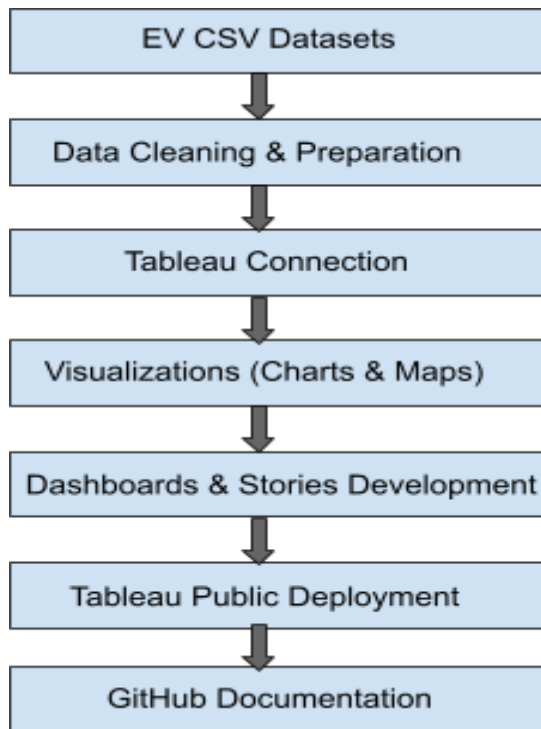 EV CSV Datasets
Data Cleaning & Preparation
Tableau Connection
Visualizations (Charts & Maps)
Dashboards & Stories Development
Tableau Public Deployment
GitHub Documentation